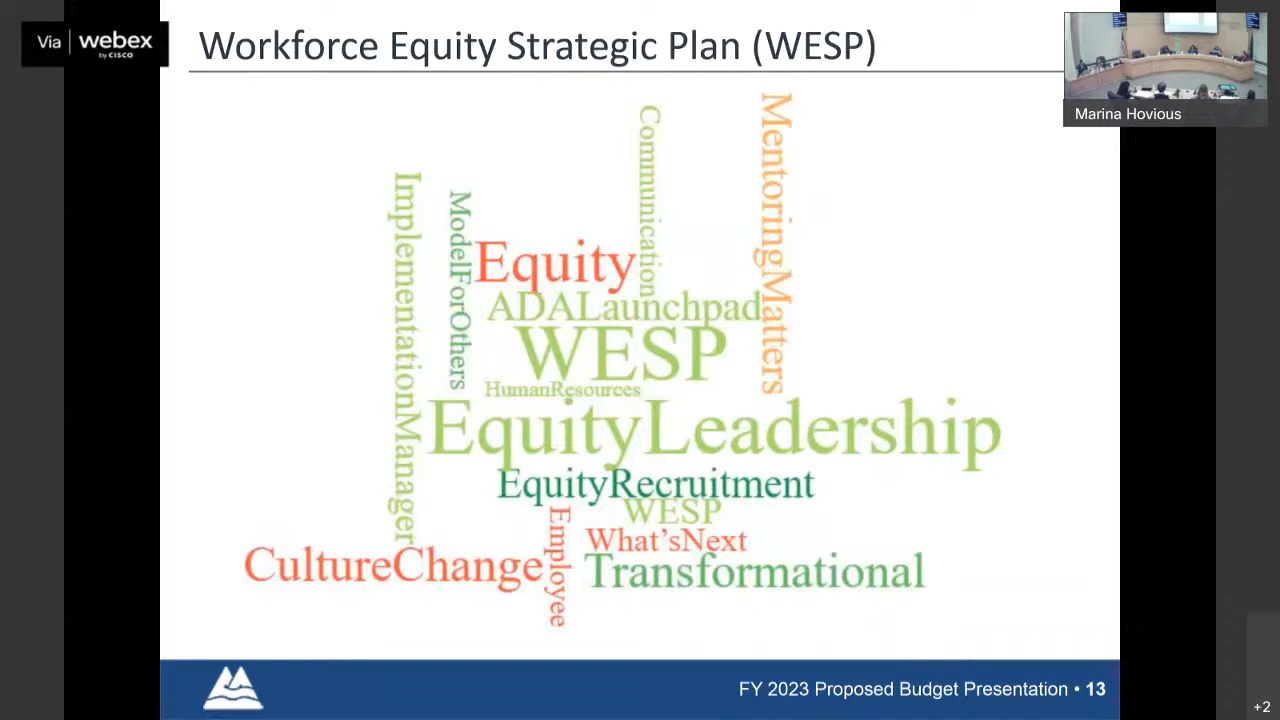 Via webex
by CISCO
Workforce Equity Strategic Plan (WESP)
Marina Hovious
Communication
MentoringMatters
ImplementationManager
ModelForOthers
Equity
ADALaunchpad
WESP
HumanResources
EquityLeadership
EquityRecruitment
WESP
Employee
What'sNext
CultureChange
Transformational
FY 2023 Proposed Budget Presentation • 13
+2